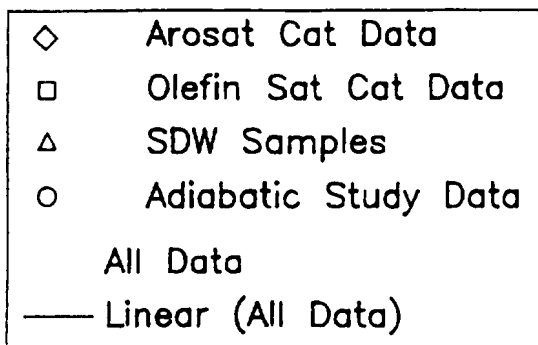 Arosat Cat Data
Olefin Sat Cat Data
SDW Samples
Adiabatic Study Data
All Data
Linear (All Data)